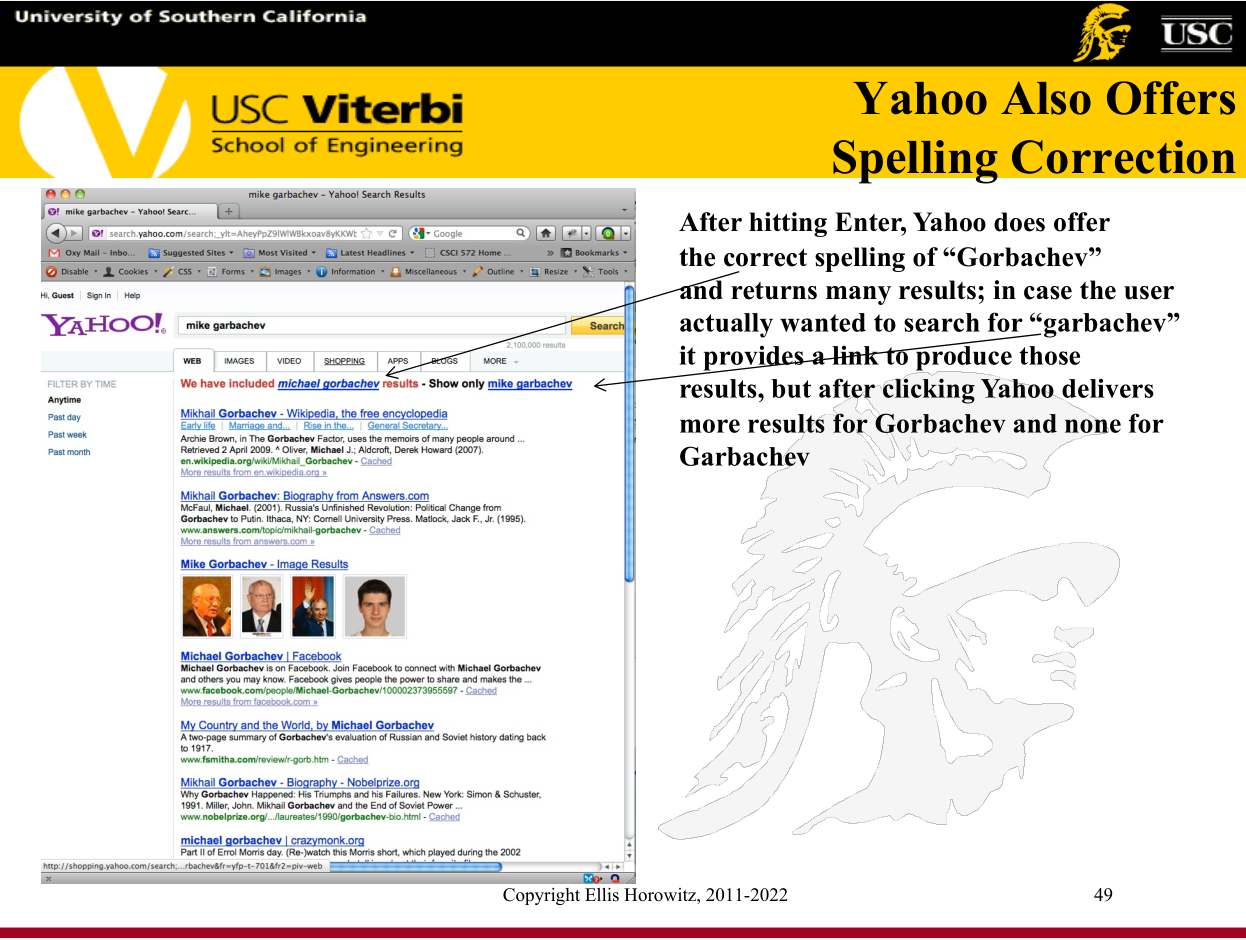 University of Southern California
USC
USC Viterbi
School of Engineering
Yahoo Also Offers
Spelling Correction
mike garbachev – Yahoo! Search Results
mike garbachev – Yahoo! Searc...
search.yahoo.com/search;_ylt=AheyPpZ9IWlWBkxoav8yKKWt
Google
Oxy Mail – Inbo... Suggested Sites Most Visited Latest Headlines CSCI 572 Home ... » Bookmarks
Disable Cookies CSS Forms Images Information Miscellaneous Outline Resize Tools
Hi, Guest | Sign In | Help
YAHOO!
mike garbachev
Search
2,100,000 results
WEB IMAGES VIDEO SHOPPING APPS BLOGS MORE
FILTER BY TIME
Anytime
Past day
Past week
Past month
We have included michael gorbachev results - Show only mike garbachev
Mikhail Gorbachev - Wikipedia, the free encyclopedia
Early life | Marriage and... | Rise in the... | General Secretary...
Archie Brown, in The Gorbachev Factor, uses the memoirs of many people around ...
Retrieved 2 April 2009. ^ Oliver, Michael J.; Aldcroft, Derek Howard (2007).
en.wikipedia.org/wiki/Mikhail_Gorbachev - Cached
More results from en.wikipedia.org »
Mikhail Gorbachev: Biography from Answers.com
McFaul, Michael. (2001). Russia's Unfinished Revolution: Political Change from
Gorbachev to Putin. Ithaca, NY: Cornell University Press. Matlock, Jack F., Jr. (1995).
www.answers.com/topic/mikhail-gorbachev - Cached
More results from answers.com »
Mike Gorbachev - Image Results
Michael Gorbachev | Facebook
Michael Gorbachev is on Facebook. Join Facebook to connect with Michael Gorbachev
and others you may know. Facebook gives people the power to share and makes the ...
www.facebook.com/people/Michael-Gorbachev/100002373955597 - Cached
More results from facebook.com »
My Country and the World, by Michael Gorbachev
A two-page summary of Gorbachev's evaluation of Russian and Soviet history dating back
to 1917.
www.fsmitha.com/review/r-gorb.htm - Cached
Mikhail Gorbachev - Biography - Nobelprize.org
Why Gorbachev Happened: His Triumphs and his Failures. New York: Simon & Schuster,
1991. Miller, John. Mikhail Gorbachev and the End of Soviet Power ...
www.nobelprize.org/.../laureates/1990/gorbachev-bio.html - Cached
michael gorbachev | crazymonk.org
Part II of Errol Morris day. (Re-)watch this Morris short, which played during the 2002
http://shopping.yahoo.com/search;...rbachev&fr=yfp-t-701&fr2=piv-web
After hitting Enter, Yahoo does offer
the correct spelling of “Gorbachev”
and returns many results; in case the user
actually wanted to search for “garbachev”
it provides a link to produce those
results, but after clicking Yahoo delivers
more results for Gorbachev and none for
Garbachev
Copyright Ellis Horowitz, 2011-2022
49